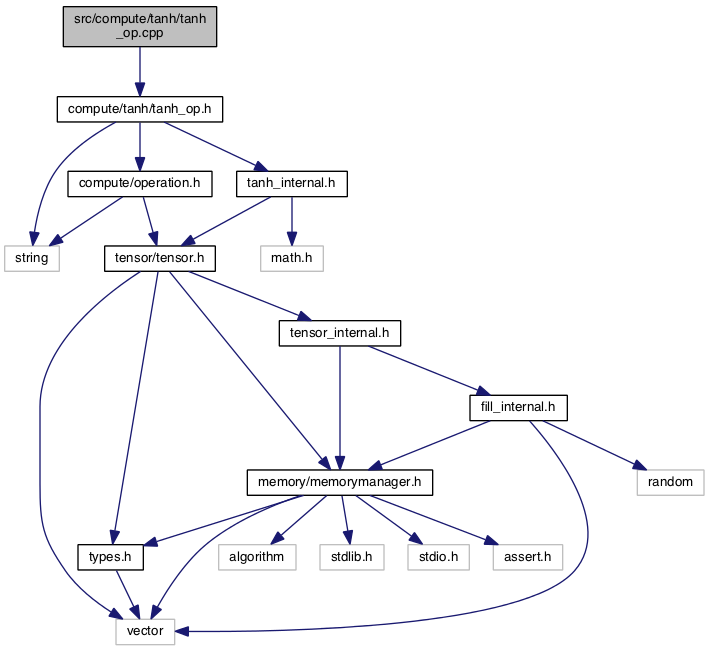 src/compute/tanh/tanh
_op.cpp
compute/tanh/tanh_op.h
compute/operation.h
tanh_internal.h
string
tensor/tensor.h
math.h
tensor_internal.h
fill_internal.h
memory/memorymanager.h
random
types.h
algorithm
stdlib.h
stdio.h
assert.h
vector